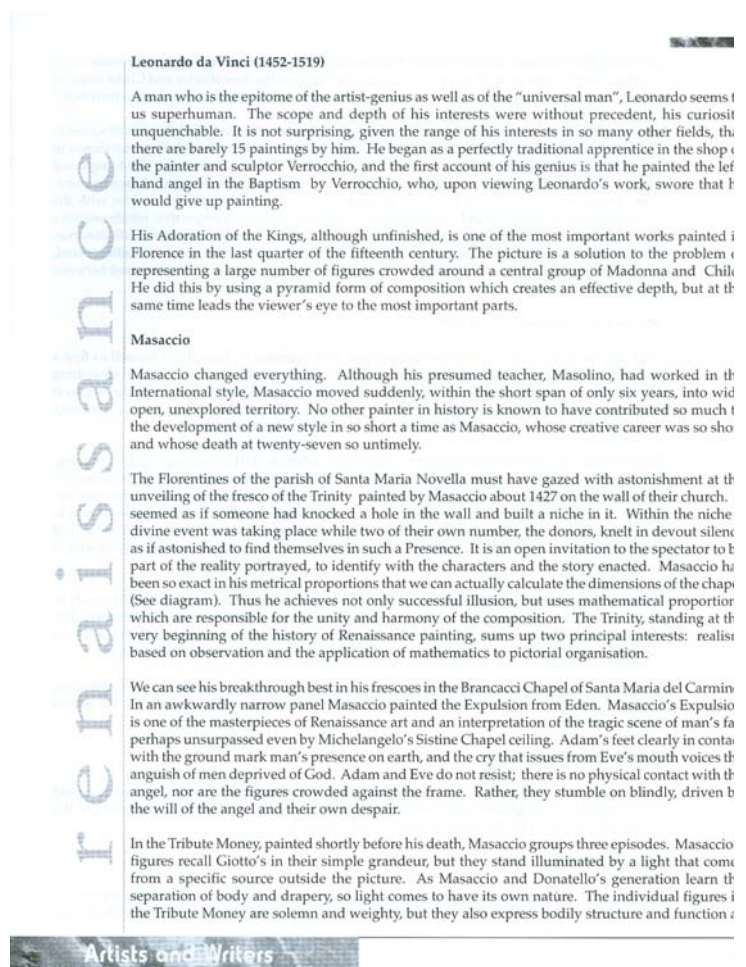 Leonardo da Vinci (1452-1519)
A man who is the epitome of the artist-genius as well as of the "universal man", Leonardo seems t
us superhuman. The scope and depth of his interests were without precedent, his curiosit
unquenchable. It is not surprising, given the range of his interests in so many other fields, tha
there are barely 15 paintings by him. He began as a perfectly traditional apprentice in the shop o
the painter and sculptor Verrocchio, and the first account of his genius is that he painted the lef
hand angel in the Baptism by Verrocchio, who, upon viewing Leonardo's work, swore that h
would give up painting.
His Adoration of the Kings, although unfinished, is one of the most important works painted i
Florence in the last quarter of the fifteenth century. The picture is a solution to the problem o
representing a large number of figures crowded around a central group of Madonna and Child
He did this by using a pyramid form of composition which creates an effective depth, but at th
same time leads the viewer's eye to the most important parts.
Masaccio
Masaccio changed everything. Although his presumed teacher, Masolino, had worked in th
International style, Masaccio moved suddenly, within the short span of only six years, into wid
open, unexplored territory. No other painter in history is known to have contributed so much t
the development of a new style in so short a time as Masaccio, whose creative career was so shor
and whose death at twenty-seven so untimely.
The Florentines of the parish of Santa Maria Novella must have gazed with astonishment at th
unveiling of the fresco of the Trinity painted by Masaccio about 1427 on the wall of their church.
seemed as if someone had knocked a hole in the wall and built a niche in it. Within the niche
divine event was taking place while two of their own number, the donors, knelt in devout silenc
as if astonished to find themselves in such a Presence. It is an open invitation to the spectator to b
part of the reality portrayed, to identify with the characters and the story enacted. Masaccio ha
been so exact in his metrical proportions that we can actually calculate the dimensions of the chape
(See diagram). Thus he achieves not only successful illusion, but uses mathematical proportion
which are responsible for the unity and harmony of the composition. The Trinity, standing at th
very beginning of the history of Renaissance painting, sums up two principal interests: realism
based on observation and the application of mathematics to pictorial organisation.
We can see his breakthrough best in his frescoes in the Brancacci Chapel of Santa Maria del Carmine
In an awkwardly narrow panel Masaccio painted the Expulsion from Eden. Masaccio's Expulsio
is one of the masterpieces of Renaissance art and an interpretation of the tragic scene of man's fa
perhaps unsurpassed even by Michelangelo's Sistine Chapel ceiling. Adam's feet clearly in contac
with the ground mark man's presence on earth, and the cry that issues from Eve's mouth voices th
anguish of men deprived of God. Adam and Eve do not resist; there is no physical contact with th
angel, nor are the figures crowded against the frame. Rather, they stumble on blindly, driven b
the will of the angel and their own despair.
In the Tribute Money, painted shortly before his death, Masaccio groups three episodes. Masaccio'
figures recall Giotto's in their simple grandeur, but they stand illuminated by a light that come
from a specific source outside the picture. As Masaccio and Donatello's generation learn th
separation of body and drapery, so light comes to have its own nature. The individual figures i
the Tribute Money are solemn and weighty, but they also express bodily structure and function a
renaissance
Artists and Writers